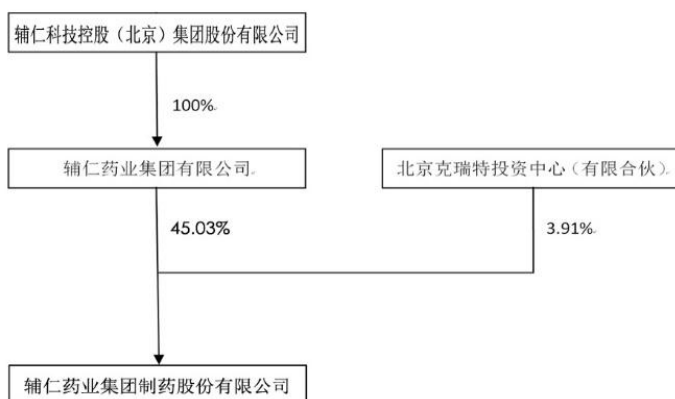 辅仁科技控股（北京）集团股份有限公司
100%
辅仁药业集团有限公司
北京克瑞特投资中心（有限合伙）
45.03%
3.91%
辅仁药业集团制药股份有限公司